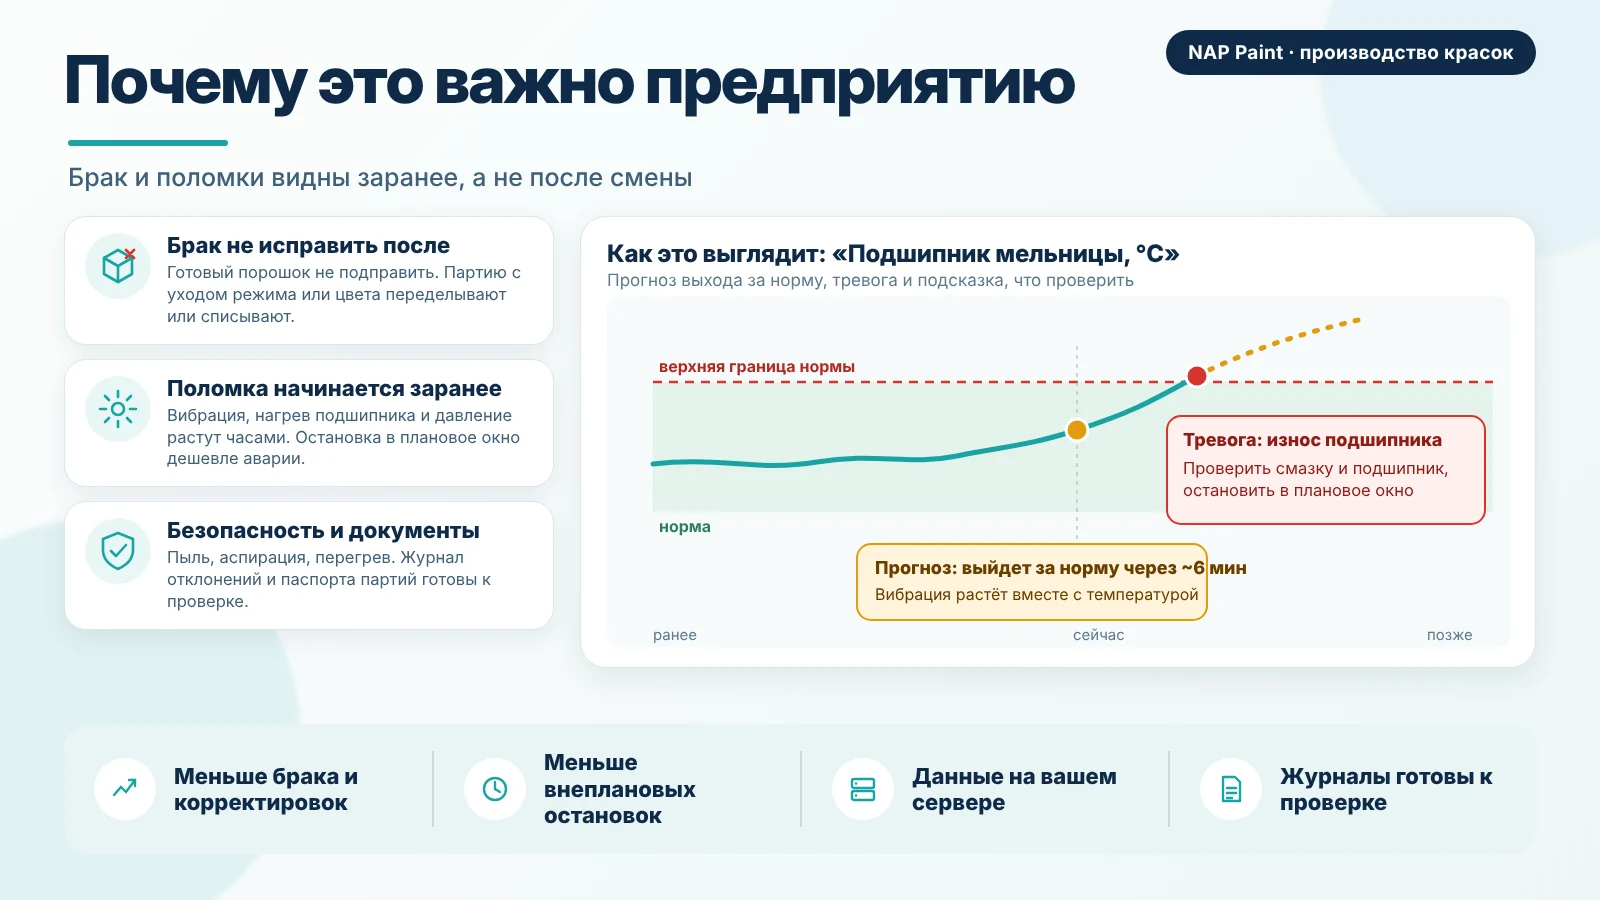 Почему это важно предприятию
NAP Paint · производство красок
Брак и поломки видны заранее, а не после смены
Брак не исправить после
Готовый порошок не подправить. Партию с
уходом режима или цвета переделывают
или списывают.
Поломка начинается заранее
Вибрация, нагрев подшипника и давление
растут часами. Остановка в плановое окно
дешевле аварии.
Безопасность и документы
Пыль, аспирация, перегрев. Журнал
отклонений и паспорта партий готовы к
проверке.
Как это выглядит: «Подшипник мельницы, °C»
Прогноз выхода за норму, тревога и подсказка, что проверить
верхняя граница нормы
Тревога: износ подшипника
Проверить смазку и подшипник,
остановить в плановое окно
норма
Прогноз: выйдет за норму через ~6 мин
Вибрация растёт вместе с температурой
ранее
сейчас
позже
Меньше брака и
корректировок
Меньше
внеплановых
остановок
Данные на вашем
сервере
Журналы готовы к
проверке